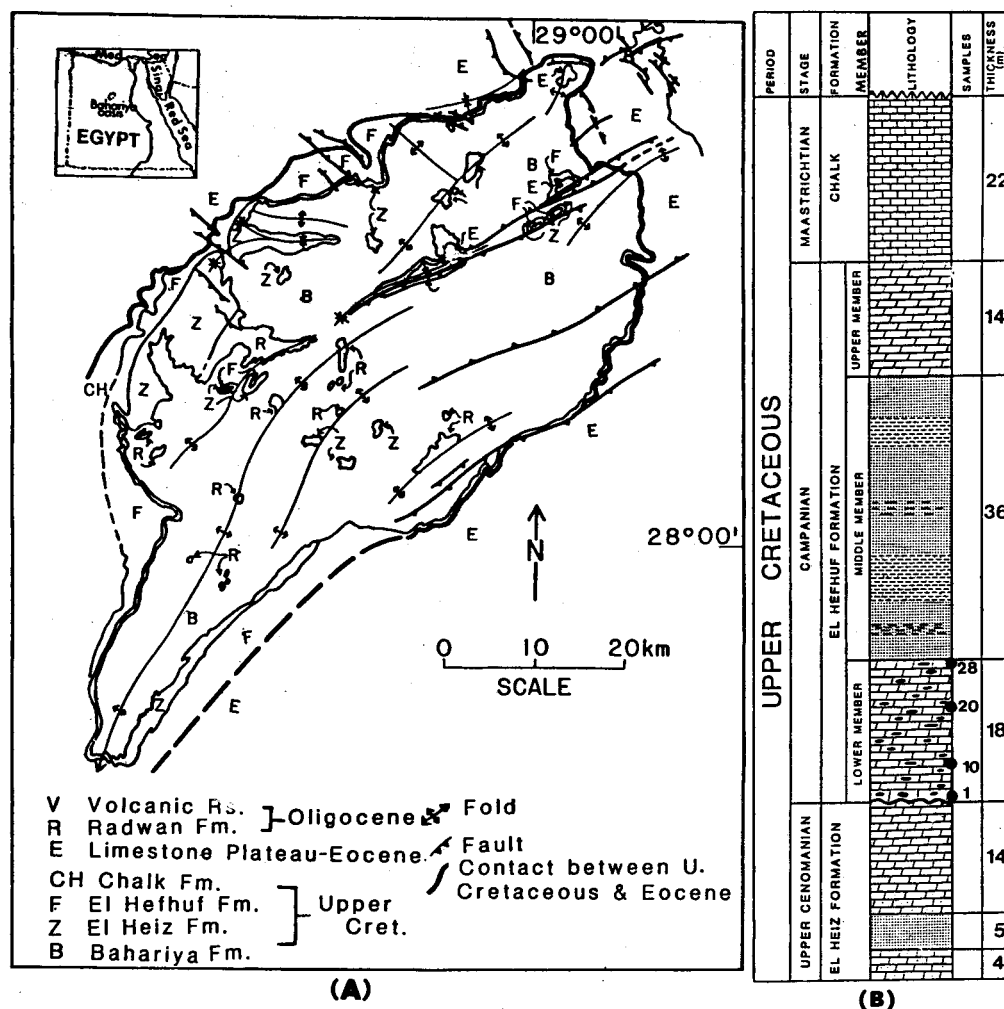 29°00'
Med
Sinai
Red Sea
Bahariya
oasis
EGYPT
E
E
E
F
F
E
B
F
E
F
Z
E
F
E
Z
Z
E
F
Z
B
B
Z
R
F
CH
Z
Z
R
R
R
R
Z
Z
E
R
R
F
E
28°00'
R
N
B
F
Z
E
0 10 20km
SCALE
V Volcanic Rs.
R Radwan Fm.
Oligocene
E Limestone Plateau-Eocene
CH Chalk Fm.
F El Hefhuf Fm.
Z El Heiz Fm.
B Bahariya Fm.
Upper
Cret.
Fold
Fault
Contact between U.
Cretaceous & Eocene
(A)
PERIOD
STAGE
FORMATION
MEMBER
LITHOLOGY
SAMPLES
THICKNESS
(m)
UPPER CRETACEOUS
MAASTRICHTIAN
CHALK
22
CAMPANIAN
EL HEFHUF FORMATION
UPPER MEMBER
14
MIDDLE MEMBER
36
LOWER MEMBER
28
20
10
1
18
UPPER CENOMANIAN
EL HEIZ FORMATION
14
5
4
(B)